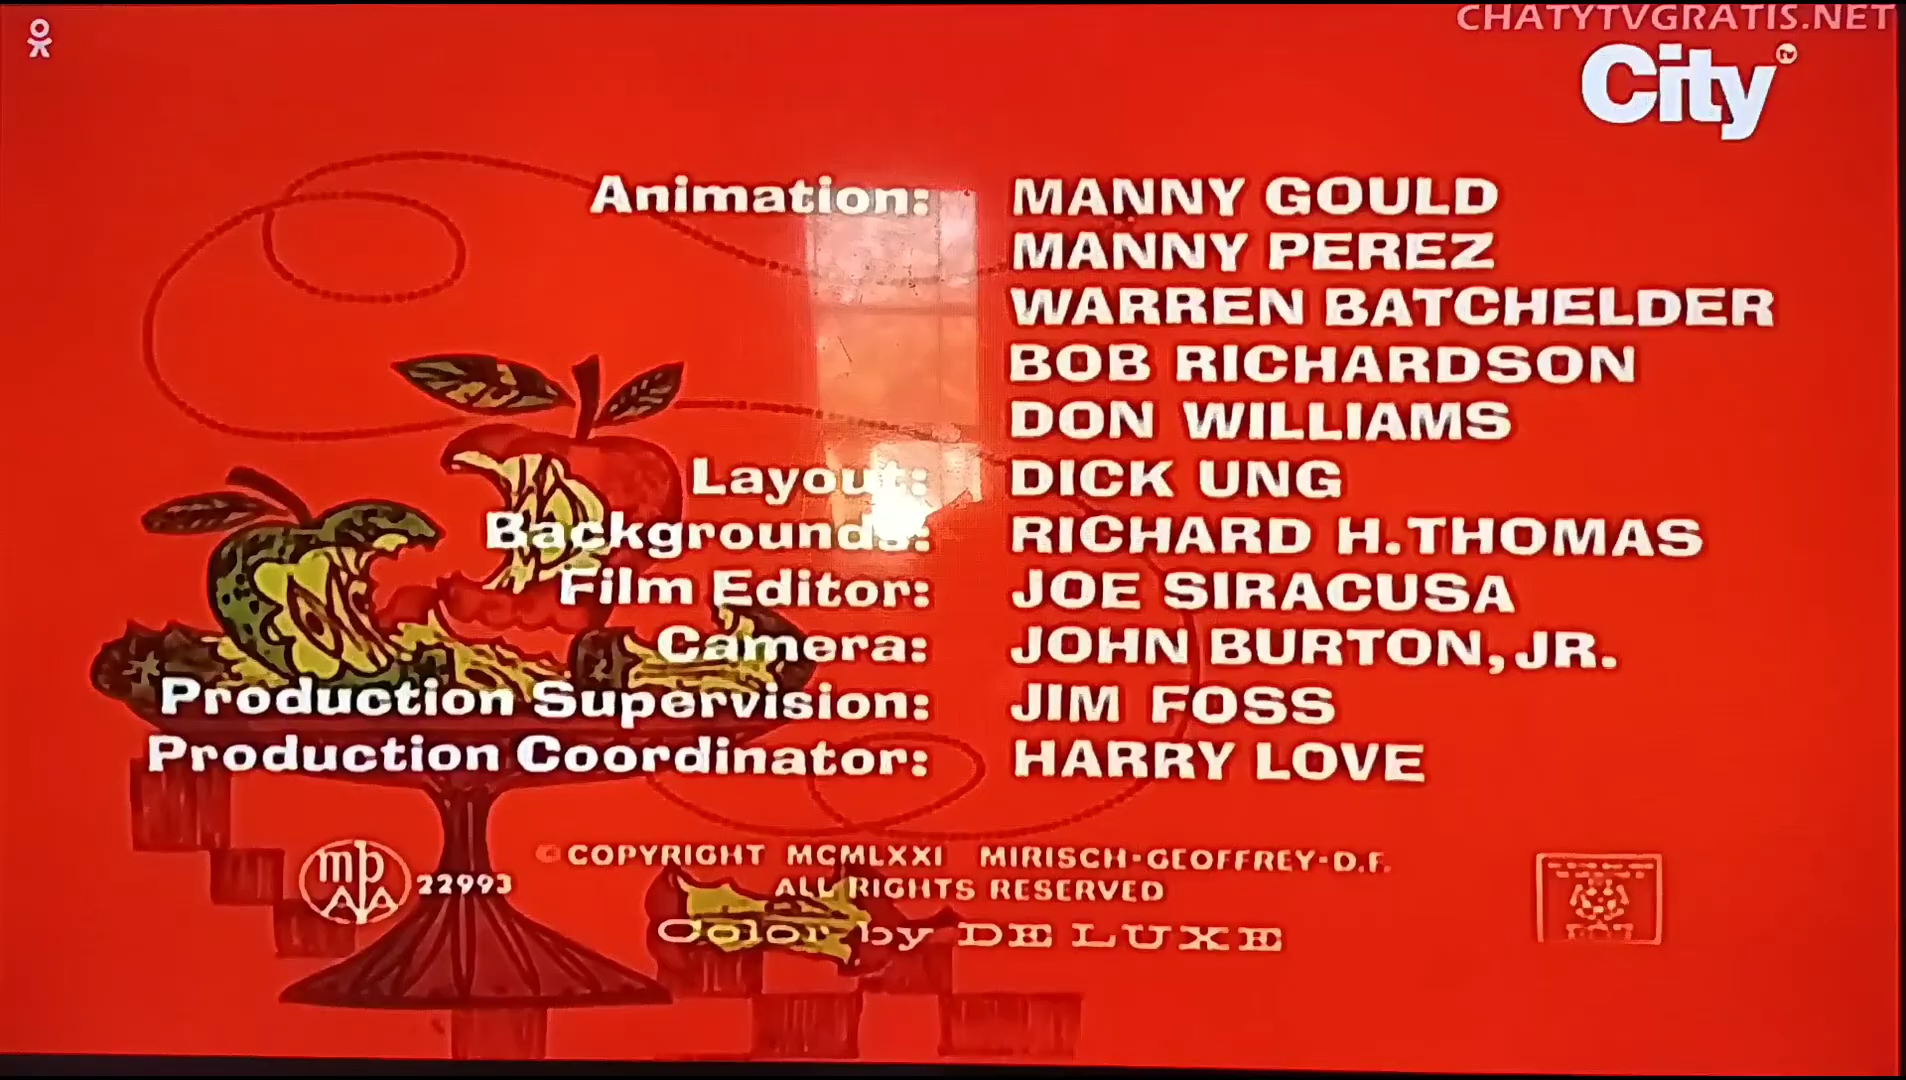 CHATYTVGRATIS.NET
City tv
Animation: MANNY GOULD
MANNY PEREZ
WARREN BATCHELDER
BOB RICHARDSON
DON WILLIAMS
Layout: DICK UNG
Backgrounds: RICHARD H. THOMAS
Film Editor: JOE SIRACUSA
Camera: JOHN BURTON, JR.
Production Supervision: JIM FOSS
Production Coordinator: HARRY LOVE
© COPYRIGHT MCMLXXI MIRISCH-GEOFFREY-D.F.
ALL RIGHTS RESERVED
mpAA 22993
Color by DE LUXE